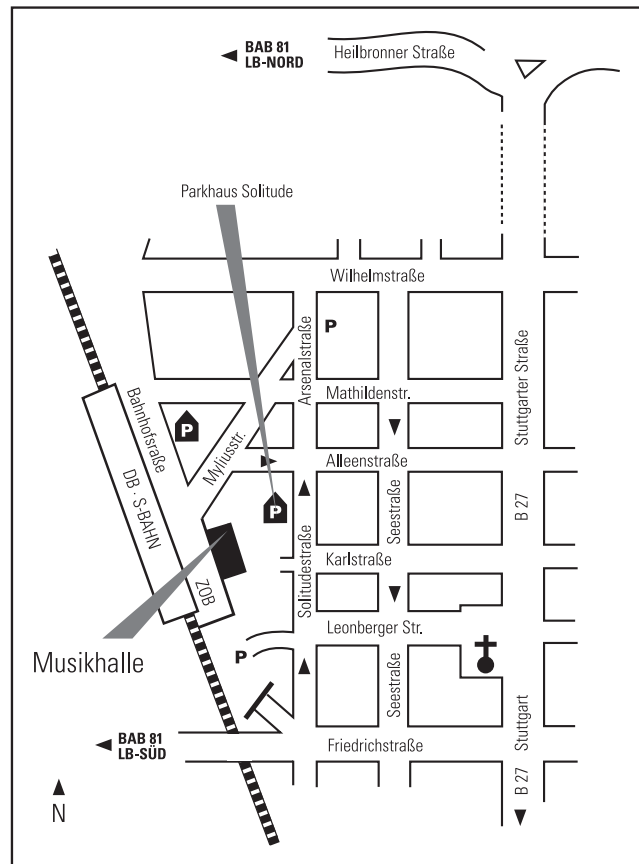 BAB 81
LB-NORD
Heilbronner Straße
Parkhaus Solitude
Wilhelmstraße
P
Arsenalstraße
Stuttgarter Straße
Mathildenstr.
Bahnhofsraße
P
Myliusstr.
Alleenstraße
DB · S-BAHN
P
Seestraße
B 27
Karlstraße
Solitudestraße
ZOB
Leonberger Str.
Musikhalle
P
Seestraße
BAB 81
LB-SÜD
Friedrichstraße
B 27 Stuttgart
N